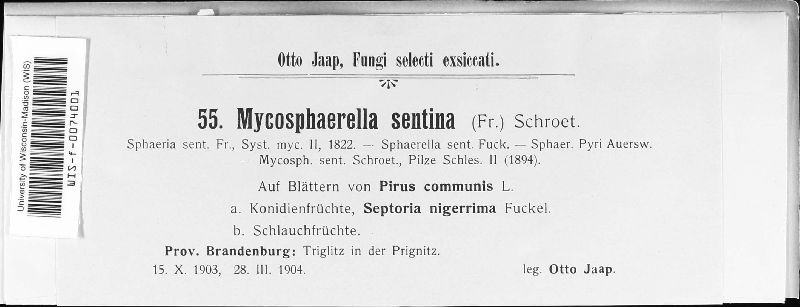 Otto Jaap, Fungi selecti exsiccati.
55. Mycosphaerella sentina (Fr.) Schroet.
Sphaeria sent. Fr., Syst. myc. II, 1822. — Sphaerella sent. Fuck. — Sphaer. Pyri Auersw.
Mycosph. sent. Schroet., Pilze Schles. II (1894).
Auf Blättern von Pirus communis L.
a. Konidienfrüchte, Septoria nigerrima Fuckel.
b. Schlauchfrüchte.
Prov. Brandenburg: Triglitz in der Prignitz.
15. X. 1903, 28. III. 1904. leg. Otto Jaap.
University of Wisconsin-Madison (WIS)
WIS-f-0074001